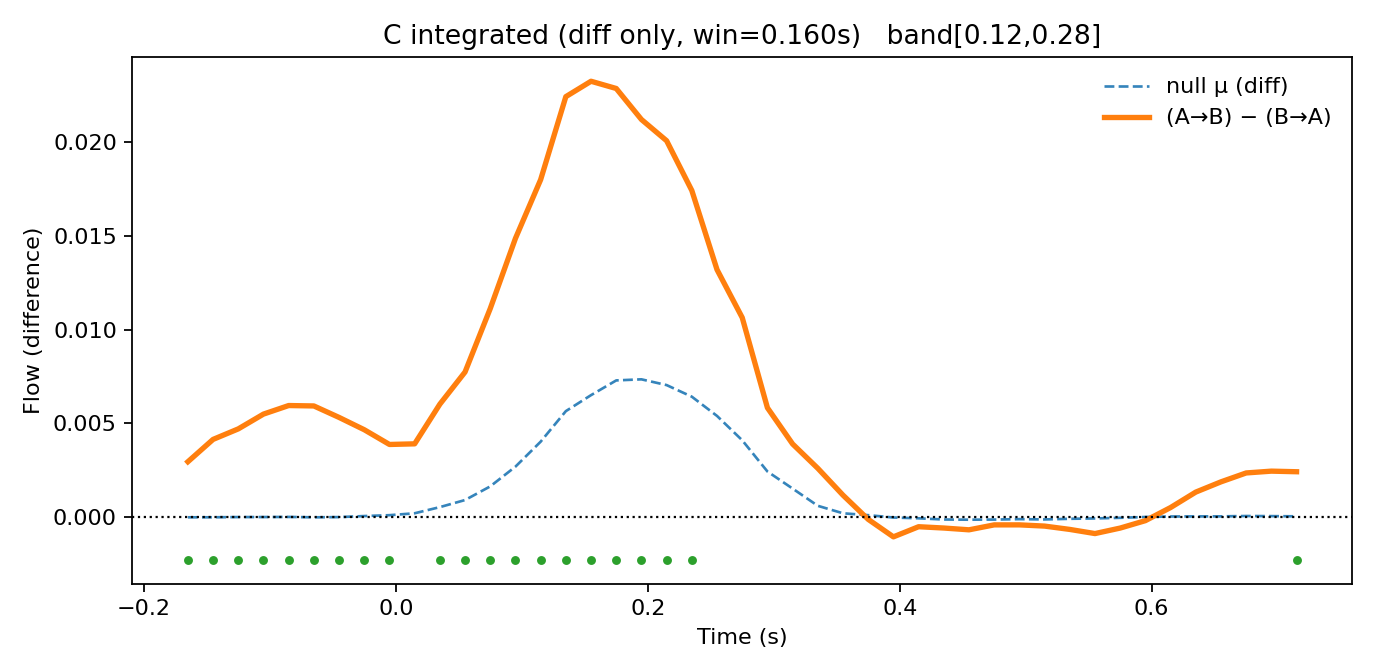 C integrated (diff only, win=0.160s)   band[0.12,0.28]
null μ (diff)
(A→B) − (B→A)
Flow (difference)
0.020
0.015
0.010
0.005
0.000
−0.2
0.0
0.2
0.4
0.6
Time (s)